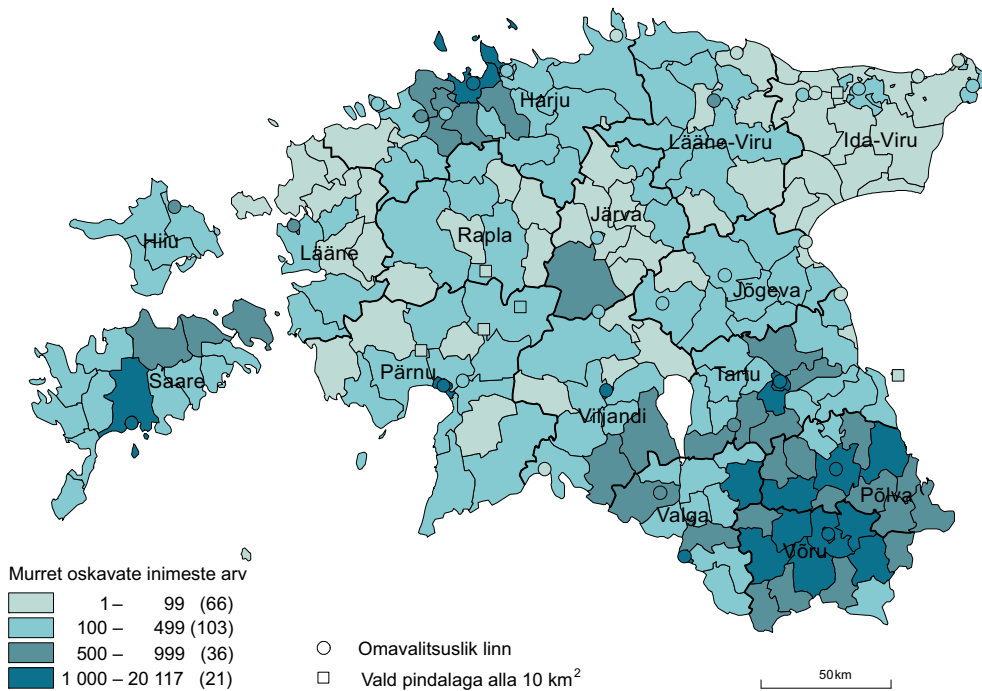 Harju
Lääne-Viru
Ida-Viru
Hiiu
Lääne
Rapla
Järva
Jõgeva
Saare
Pärnu
Viljandi
Tartu
Põlva
Valga
Võru
Murret oskavate inimeste arv
1 – 99 (66)
100 – 499 (103)
500 – 999 (36)
1 000 – 20 117 (21)
Omavalitsuslik linn
Vald pindalaga alla 10 km²
50 km